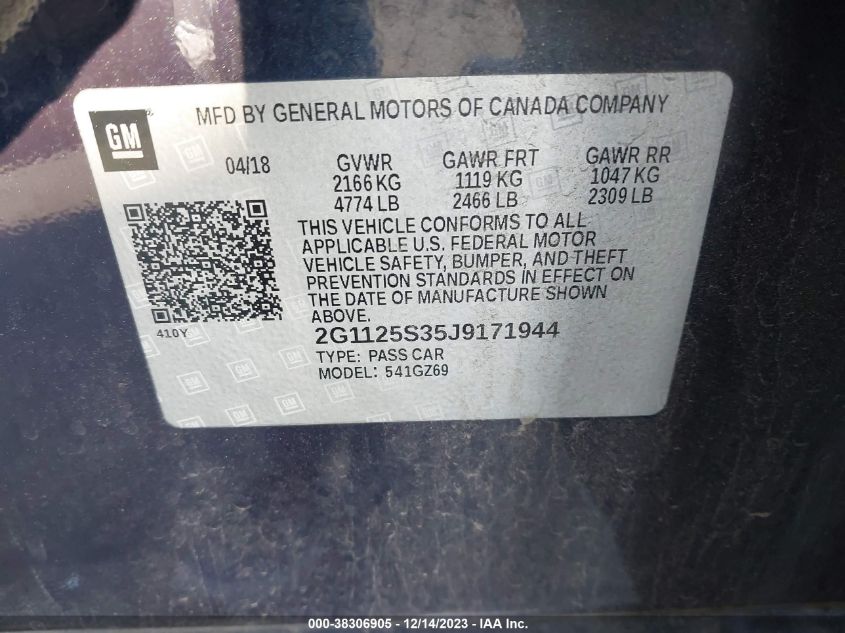 GM
MFD BY GENERAL MOTORS OF CANADA COMPANY
04/18 GVWR GAWR FRT GAWR RR
2166 KG 1119 KG 1047 KG
4774 LB 2466 LB 2309 LB
THIS VEHICLE CONFORMS TO ALL
APPLICABLE U.S. FEDERAL MOTOR
VEHICLE SAFETY, BUMPER, AND THEFT
PREVENTION STANDARDS IN EFFECT ON
THE DATE OF MANUFACTURE SHOWN
ABOVE.
410Y
2G1125S35J9171944
TYPE: PASS CAR
MODEL: 541GZ69
000-38306905 - 12/14/2023 - IAA Inc.